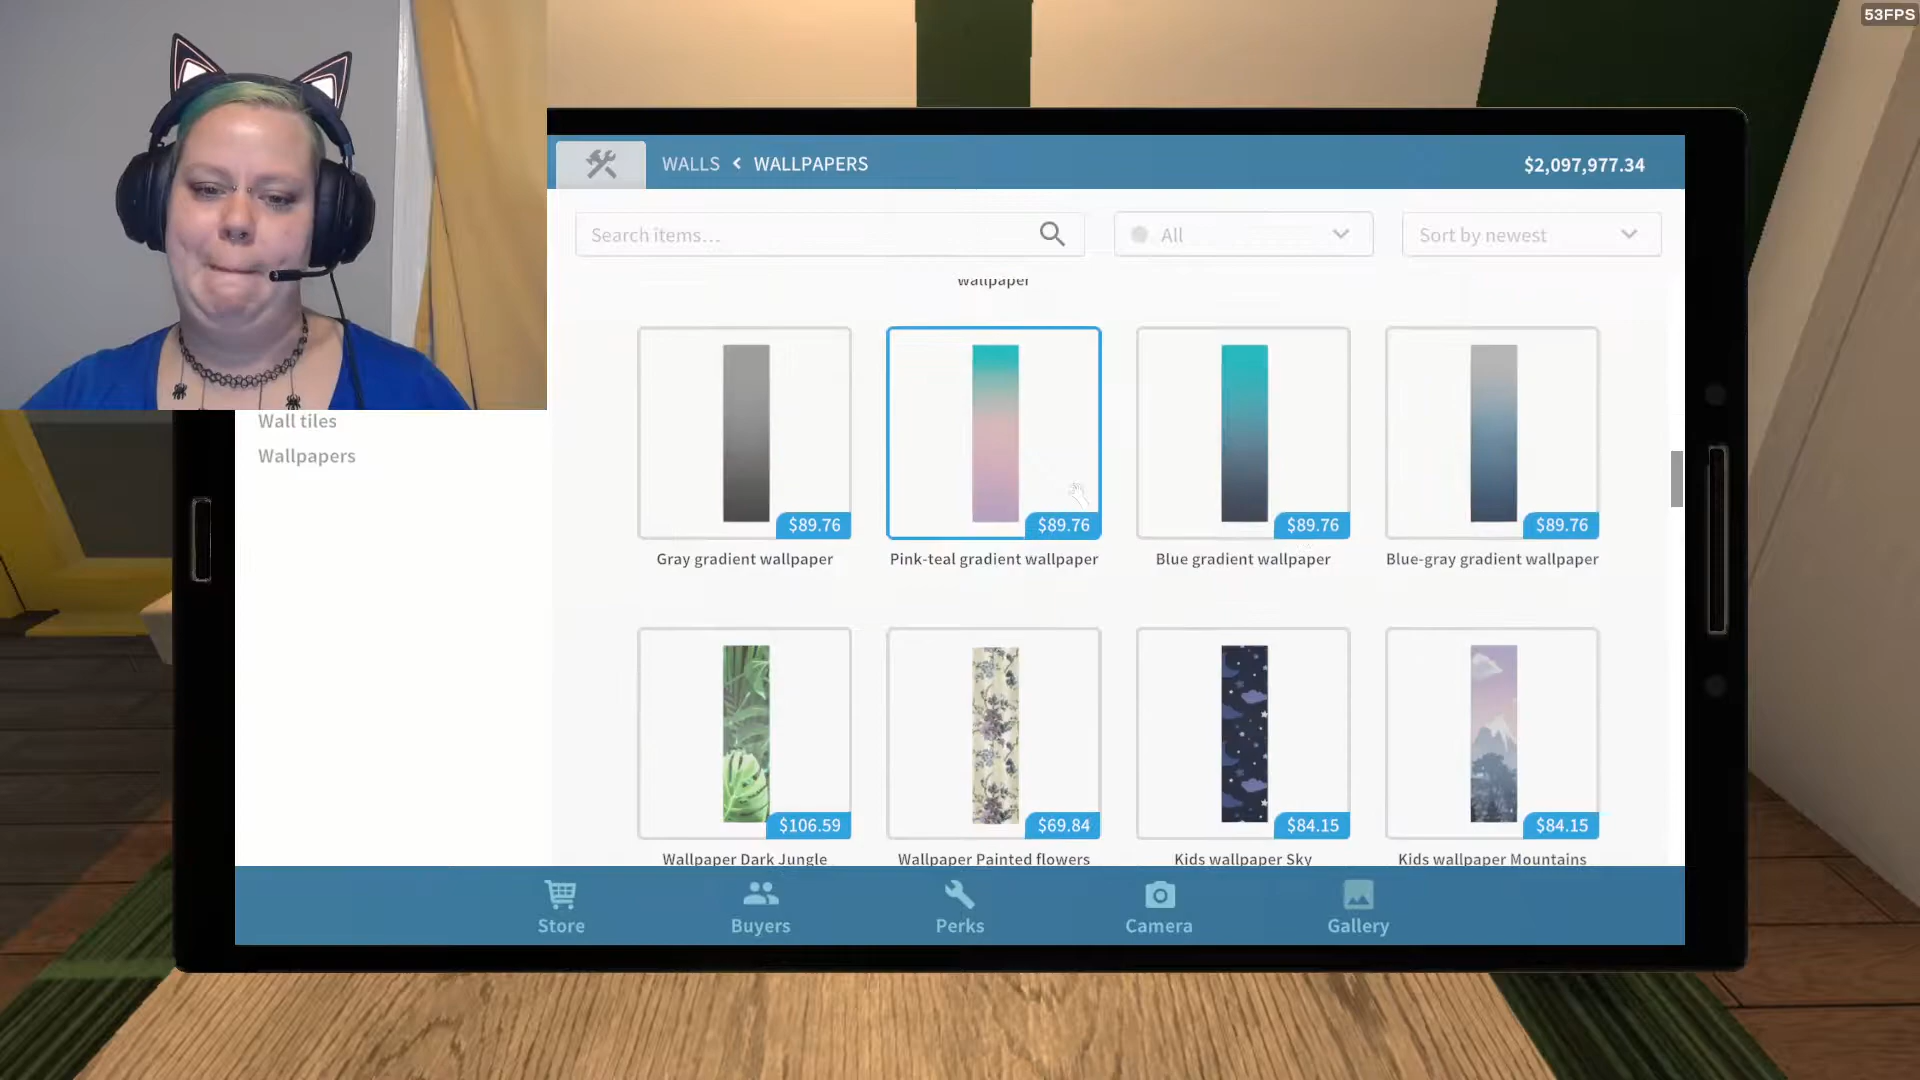 53FPS
WALLS < WALLPAPERS
$2,097,977.34
Search items...
All
Sort by newest
wallpaper
Wall tiles
Wallpapers
$89.76
$89.76
$89.76
$89.76
Gray gradient wallpaper
Pink-teal gradient wallpaper
Blue gradient wallpaper
Blue-gray gradient wallpaper
$106.59
$69.84
$84.15
$84.15
Wallpaper Dark Jungle
Wallpaper Painted flowers
Kids wallpaper Sky
Kids wallpaper Mountains
Store
Buyers
Perks
Camera
Gallery